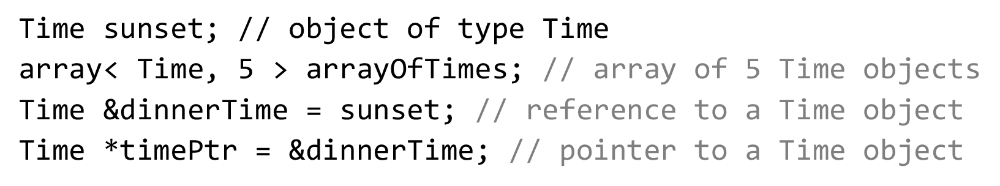 Time sunset; // object of type Time
array< Time, 5 > arrayOfTimes; // array of 5 Time objects
Time &dinnerTime = sunset; // reference to a Time object
Time *timePtr = &dinnerTime; // pointer to a Time object